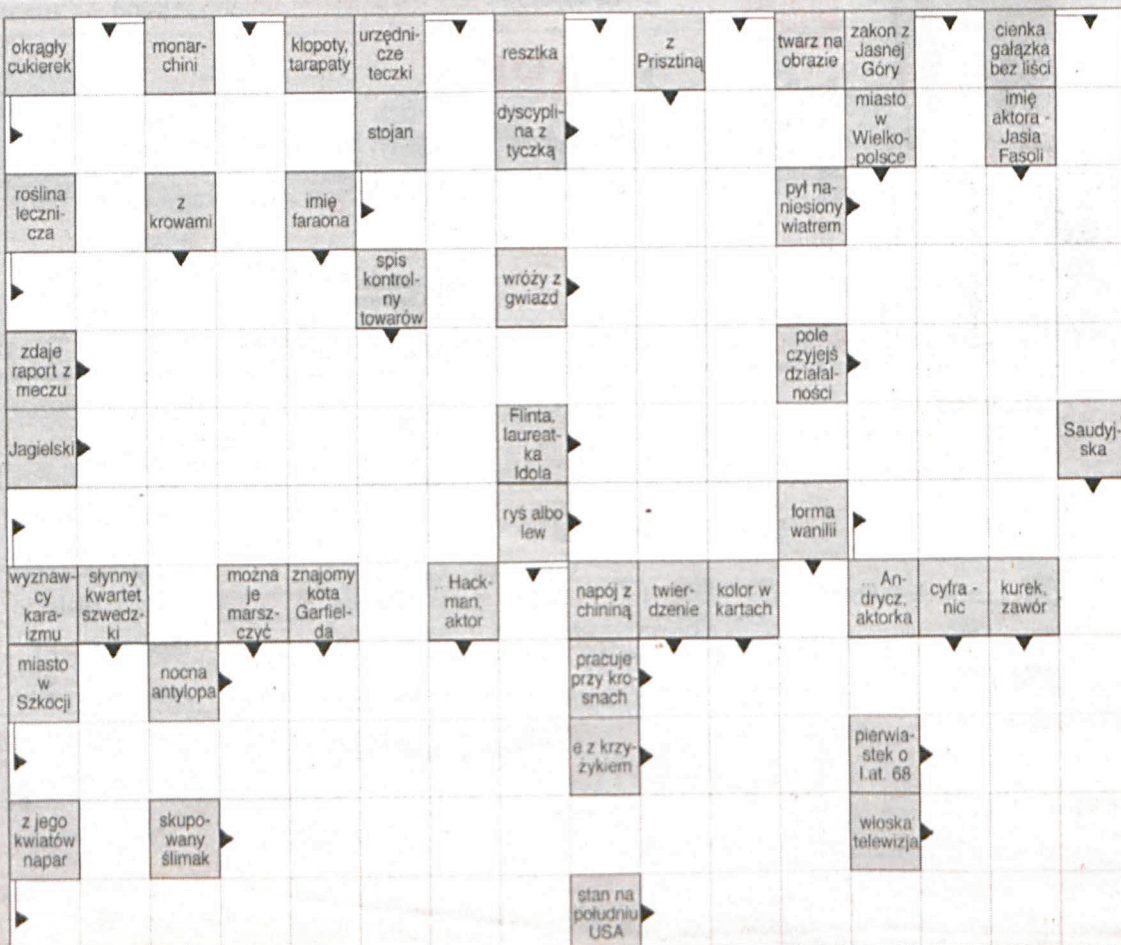 okrągły
cukierek
monar-
chini
kłopoty,
tarapaty
urzędni-
cze
teczki
resztka
z
Prisztiną
twarz na
obrazie
zakon z
Jasnej
Góry
cienka
gałązka
bez liści
stojan
dyscypli-
na z
tyczką
miasto
w
Wielko-
polsce
imię
aktora -
Jasia
Fasoli
roślina
leczni-
cza
z
krowami
imię
faraona
pył na-
niesiony
wiatrem
spis
kontrol-
ny
towarów
wróży z
gwiazd
zdaje
raport z
meczu
pole
czyjejś
działal-
ności
Jagielski
Flinta,
laureat-
ka
Idola
Saudyj-
ska
ryś albo
lew
forma
wanilii
wyznaw-
cy
kara-
izmu
słynny
kwartet
szwedz-
ki
można
je
marsz-
czyć
znajomy
kota
Garfiel-
da
... Hack-
man,
aktor
napój z
chininą
twier-
dzenie
kolor w
kartach
... An-
drycz,
aktorka
cyfra -
nic
kurek,
zawór
miasto
w
Szkocji
nocna
antylopa
pracuje
przy kro-
snach
e z krzy-
żykiem
pierwia-
stek o
l.at. 68
z jego
kwiatów
napar
skupo-
wany
ślimak
włoska
telewizja
stan na
południu
USA